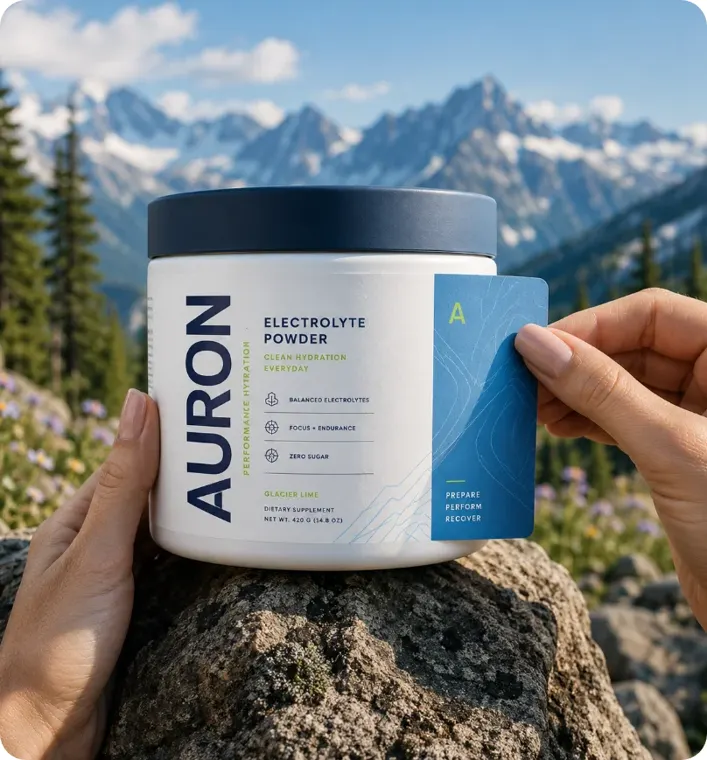 AURON
PERFORMANCE HYDRATION
ELECTROLYTE
POWDER
CLEAN HYDRATION
EVERYDAY
BALANCED ELECTROLYTES
FOCUS + ENDURANCE
ZERO SUGAR
GLACIER LIME
DIETARY SUPPLEMENT
NET WT. 420 G (14.8 OZ)
A
PREPARE
PERFORM
RECOVER